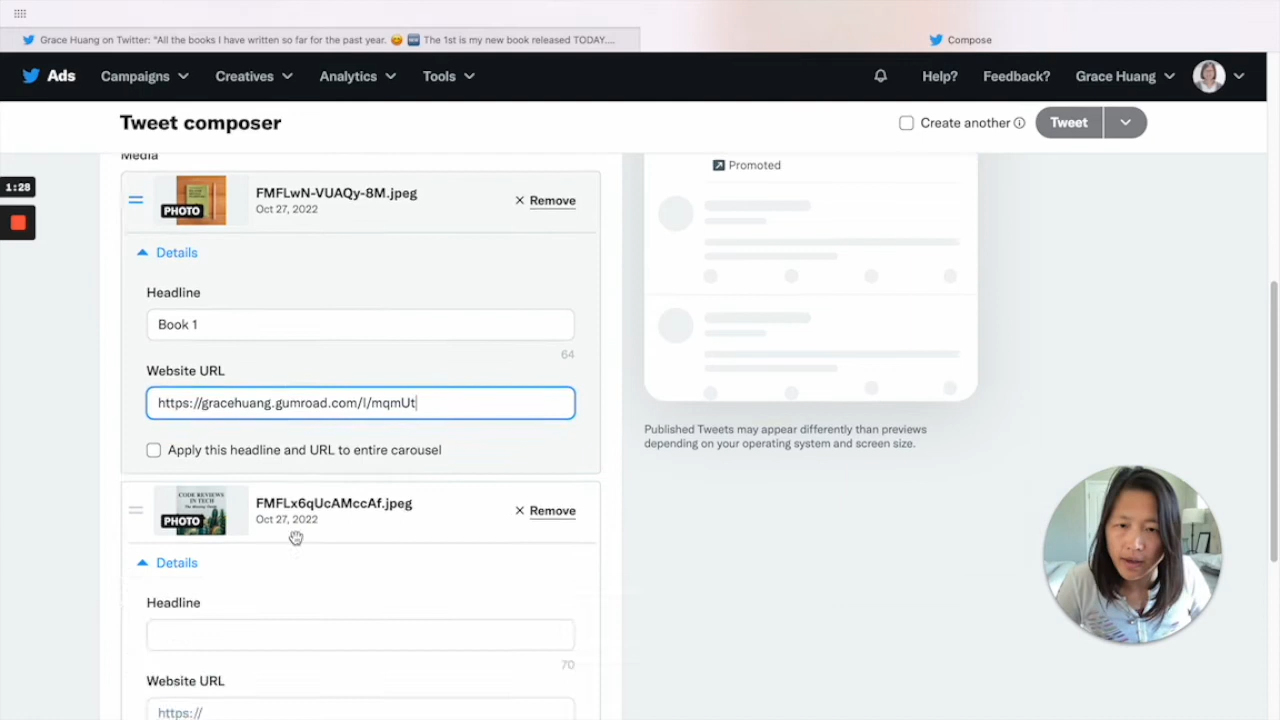 Grace Huang on Twitter: "All the books I have written so far for the past year. 😊 🆕 The 1st is my new book released TODAY....
Compose
Ads
Campaigns
Creatives
Analytics
Tools
Help?
Feedback?
Grace Huang
Tweet composer
Create another
Tweet
Media
1:28
PHOTO
FMFLwN-VUAQy-8M.jpeg
Oct 27, 2022
× Remove
Details
Headline
Book 1
64
Website URL
https://gracehuang.gumroad.com/l/mqmUt
Apply this headline and URL to entire carousel
CODE REVIEWS
IN TECH
PHOTO
FMFLx6qUcAMccAf.jpeg
Oct 27, 2022
× Remove
Details
Headline
70
Website URL
https://
Promoted
Published Tweets may appear differently than previews
depending on your operating system and screen size.